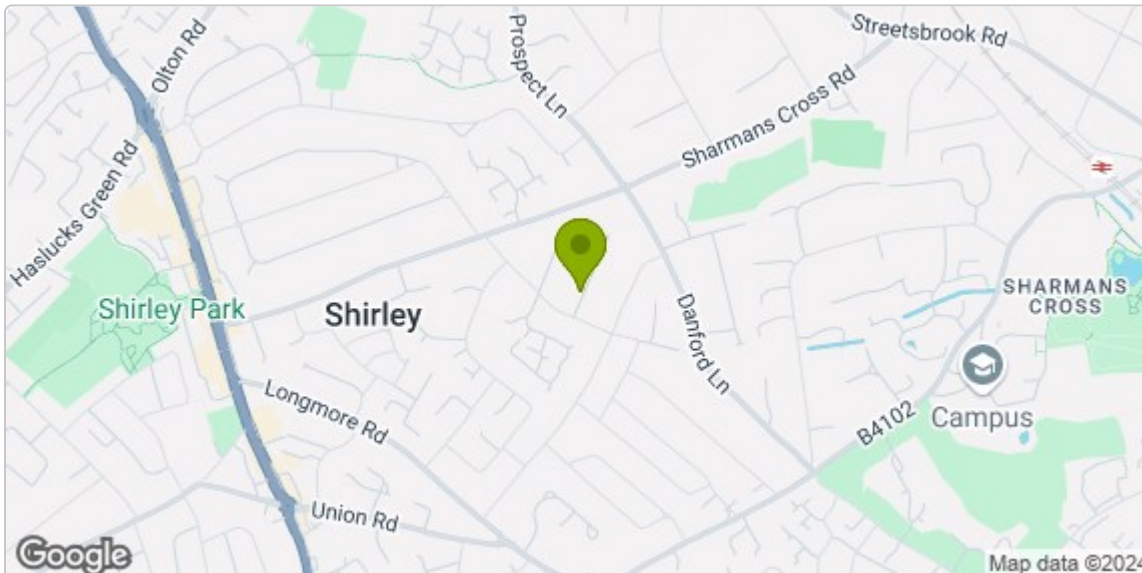 Olton Rd
Prospect Ln
Streetsbrook Rd
Sharmans Cross Rd
Haslucks Green Rd
Shirley Park
Shirley
SHARMANS
CROSS
Danford Ln
Longmore Rd
Campus
B4102
Union Rd
Google
Map data ©2024